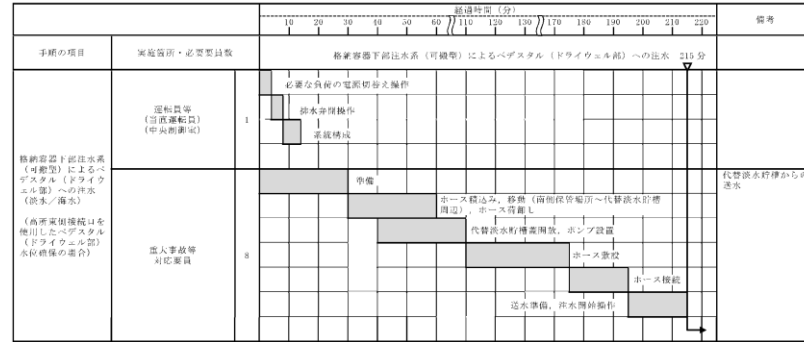 経過時間（分）
備考
10 20 30 40 50 60 110 120 130 140 150 160 170 180 190 200 210 220
手順の項目
実施箇所・必要要員数
格納容器下部注水系（可搬型）によるペデスタル（ドライウェル部）への注水 215分
格納容器下部注水系
（可搬型）によるペ
デスタル（ドライウ
ェル部）への注水
（淡水／海水）
（高所東側接続口を
使用したペデスタル
（ドライウェル部）
水位確保の場合）
運転員等
（当直運転員）
（中央制御室）
1
必要な負荷の電源切替え操作
排水弁開操作
系統構成
重大事故等
対応要員
8
準備
ホース積込み、移動（南側保管場所～代替淡水貯槽
周辺）、ホース荷卸し
代替淡水貯槽蓋開放、ポンプ設置
ホース敷設
ホース接続
送水準備、注水開始操作
代替淡水貯槽からの
送水